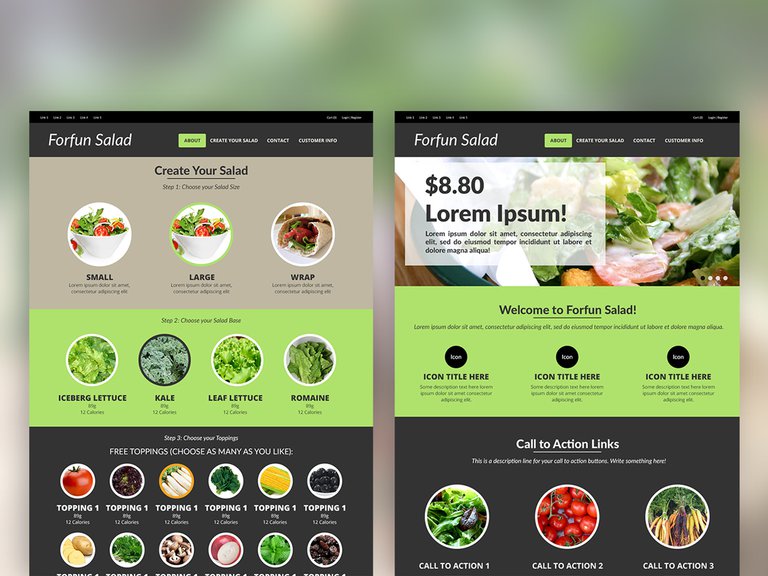 Link 1 Link 2 Link 3 Link 4 Link 5
Cart (0) Login / Register
Forfun Salad
ABOUT CREATE YOUR SALAD CONTACT CUSTOMER INFO
Create Your Salad
Step 1: Choose your Salad Size
SMALL
Lorem ipsum dolor sit amet,
consectetur adipiscing elit
LARGE
Lorem ipsum dolor sit amet,
consectetur adipiscing elit
WRAP
Lorem ipsum dolor sit amet,
consectetur adipiscing elit
Step 2: Choose your Salad Base
ICEBERG LETTUCE
89g
12 Calories
KALE
89g
12 Calories
LEAF LETTUCE
89g
12 Calories
ROMAINE
89g
12 Calories
Step 3: Choose your Toppings
FREE TOPPINGS (CHOOSE AS MANY AS YOU LIKE):
TOPPING 1
89g
12 Calories
TOPPING 1
89g
12 Calories
TOPPING 1
89g
12 Calories
TOPPING 1
89g
12 Calories
TOPPING 1
89g
12 Calories
TOPPING 1
89g
12 Calories
Link 1 Link 2 Link 3 Link 4 Link 5
Cart (0) Login / Register
Forfun Salad
ABOUT CREATE YOUR SALAD CONTACT CUSTOMER INFO
$8.80
Lorem Ipsum!
Lorem ipsum dolor sit amet, consectetur adipiscing
elit, sed do eiusmod tempor incididunt ut labore et
dolore magna aliqua!
Welcome to Forfun Salad!
Lorem ipsum dolor sit amet, consectetur adipiscing elit, sed do eiusmod tempor incididunt ut labore et dolore magna aliqua.
Icon
ICON TITLE HERE
Some description text here lorem
ipsum dolor sit amet consectetur
adipiscing elit.
Icon
ICON TITLE HERE
Some description text here lorem
ipsum dolor sit amet consectetur
adipiscing elit.
Icon
ICON TITLE HERE
Some description text here lorem
ipsum dolor sit amet consectetur
adipiscing elit.
Call to Action Links
This is a description line for your call to action buttons. Write something here!
CALL TO ACTION 1
CALL TO ACTION 2
CALL TO ACTION 3